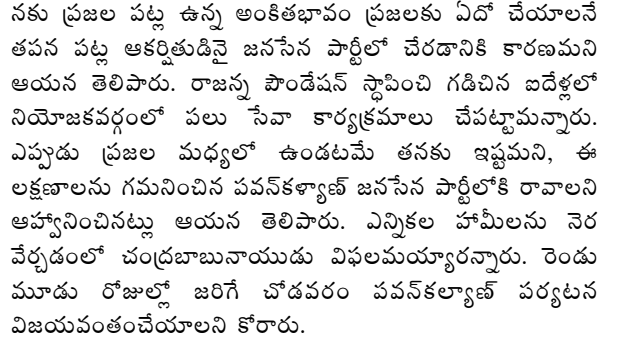 నకు ప్రజల పట్ల ఉన్న అంకితభావం ప్రజలకు ఏదో చేయాలనే
తపన పట్ల ఆకర్షితుడినై జనసేన పార్టీలో చేరడానికి కారణమని
ఆయన తెలిపారు. రాజన్న పౌండేషన్ స్థాపించి గడిచిన ఐదేళ్లలో
నియోజకవర్గంలో పలు సేవా కార్యక్రమాలు చేపట్టామన్నారు.
ఎప్పుడు ప్రజల మధ్యలో ఉండటమే తనకు ఇష్టమని, ఈ
లక్షణాలను గమనించిన పవన్‌కళ్యాణ్ జనసేన పార్టీలోకి రావాలని
ఆహ్వానించినట్లు ఆయన తెలిపారు. ఎన్నికల హామీలను నెర
వేర్చడంలో చంద్రబాబునాయుడు విఫలమయ్యారన్నారు. రెండు
మూడు రోజుల్లో జరిగే చోడవరం పవన్‌కల్యాణ్ పర్యటన
విజయవంతంచేయాలని కోరారు.